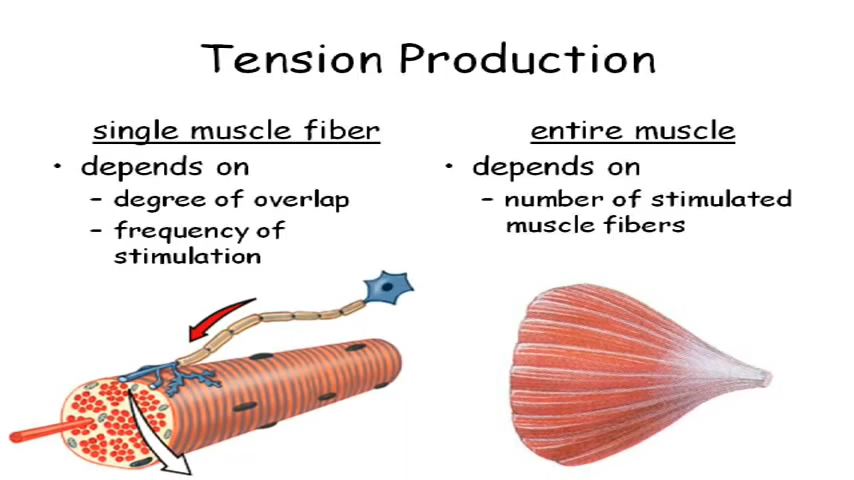 Tension Production
single muscle fiber
• depends on
– degree of overlap
– frequency of
stimulation
entire muscle
• depends on
– number of stimulated
muscle fibers